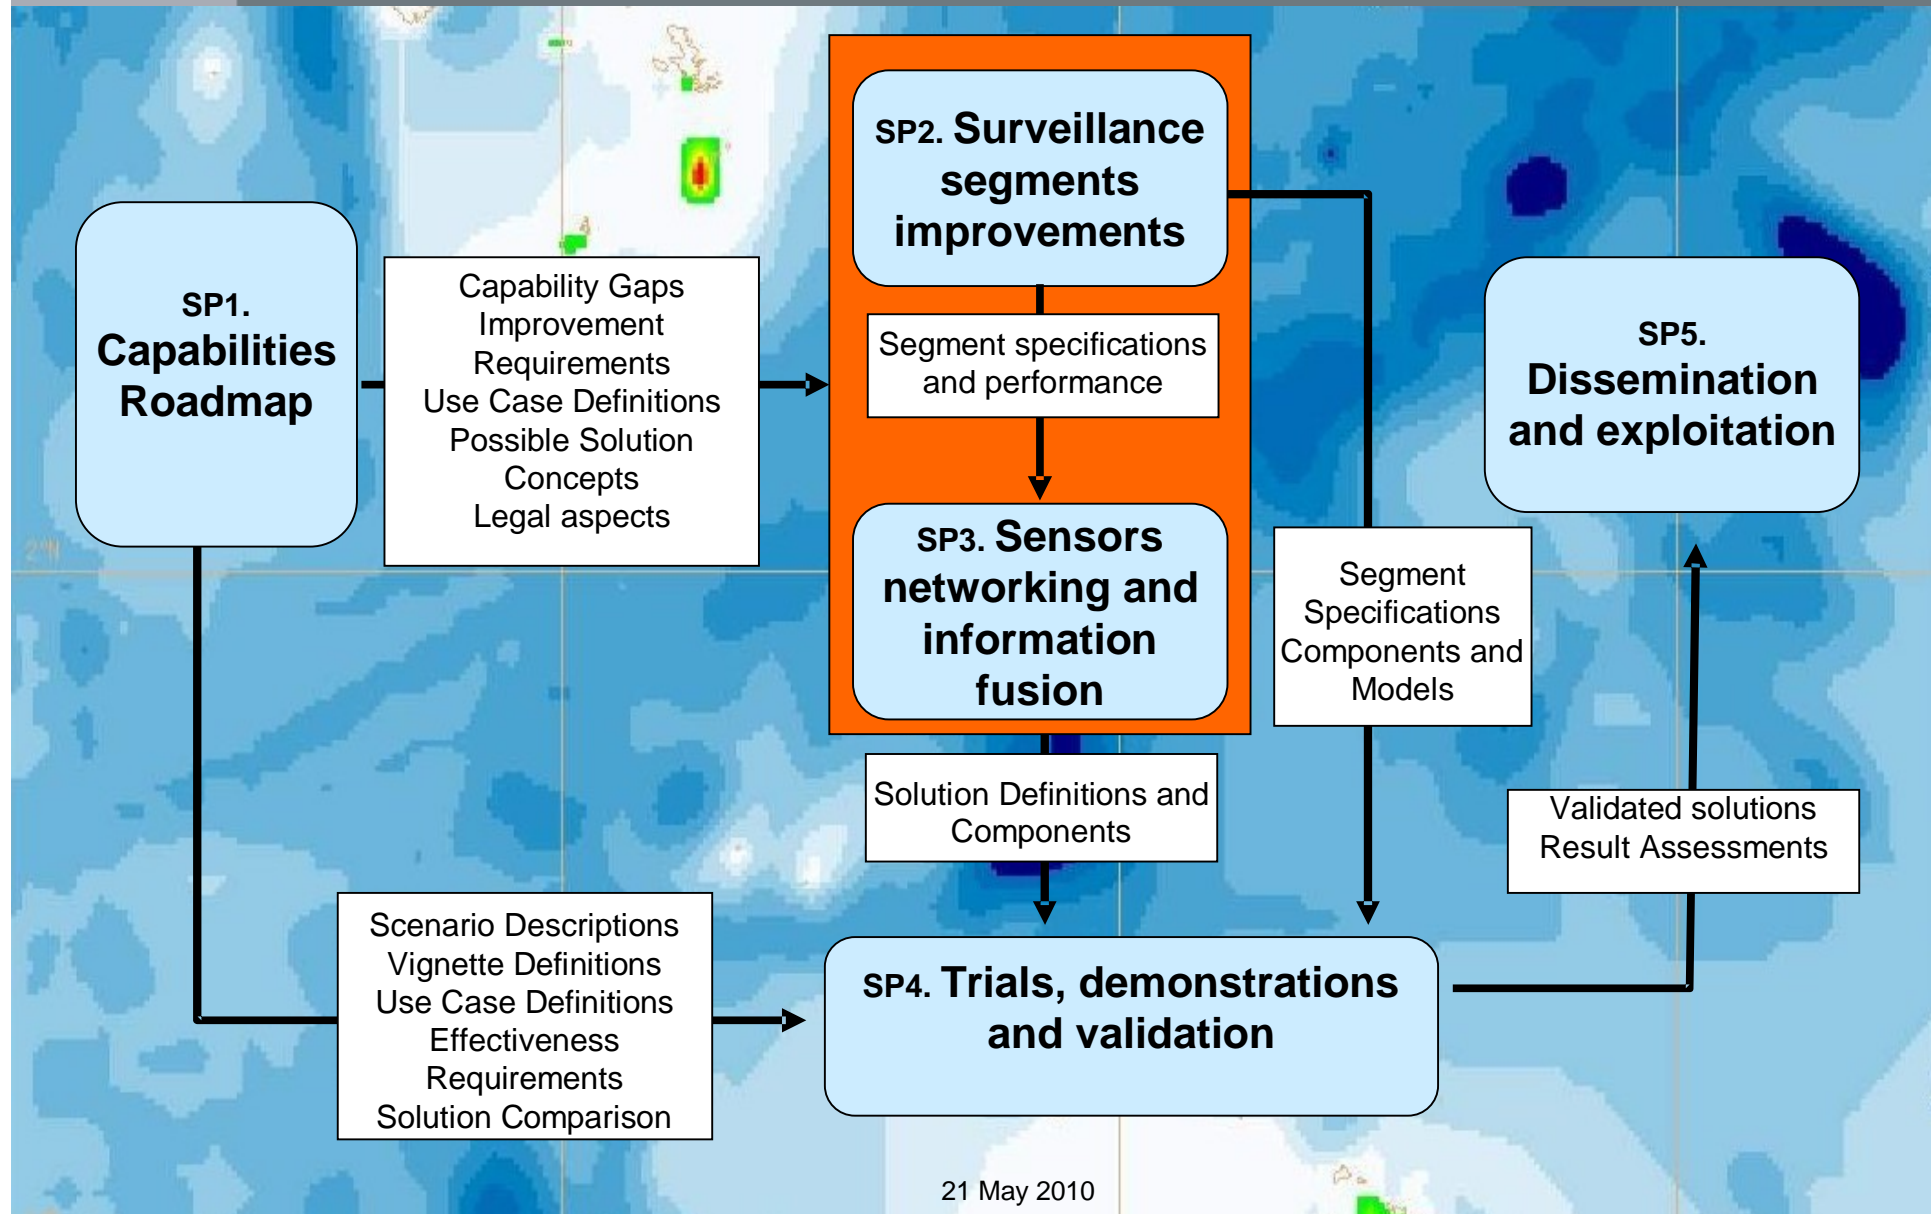 SP1.
Capabilities
Roadmap
Capability Gaps
Improvement
Requirements
Use Case Definitions
Possible Solution
Concepts
Legal aspects
SP2. Surveillance
segments
improvements
Segment specifications
and performance
SP3. Sensors
networking and
information
fusion
Segment
Specifications
Components and
Models
SP5.
Dissemination
and exploitation
Solution Definitions and
Components
Validated solutions
Result Assessments
Scenario Descriptions
Vignette Definitions
Use Case Definitions
Effectiveness
Requirements
Solution Comparison
SP4. Trials, demonstrations
and validation
21 May 2010